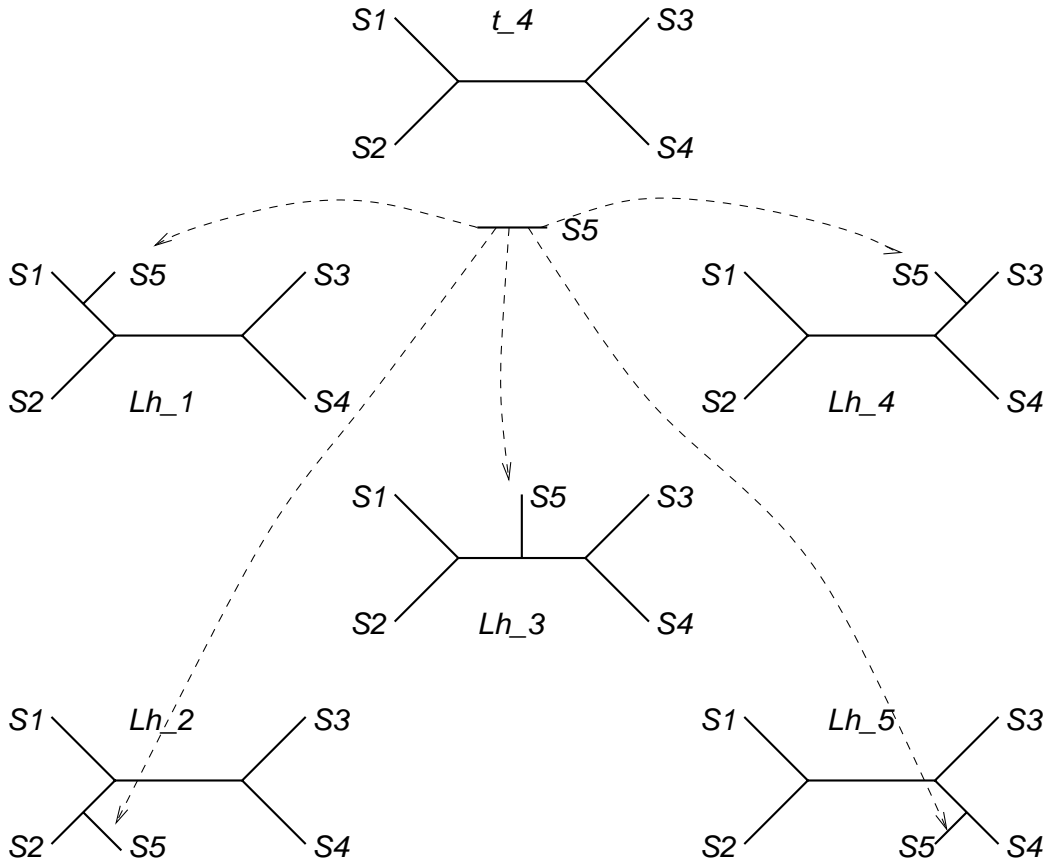 S1 t_4 S3
S2 S4
S5
S1 S5 S3
S2 Lh_1 S4
S5 S1 S3
S2 Lh_4 S4
S1 S5 S3
S2 Lh_3 S4
S1 Lh_2 S3
S2 S5 S4
S1 Lh_5 S3
S2 S5 S4